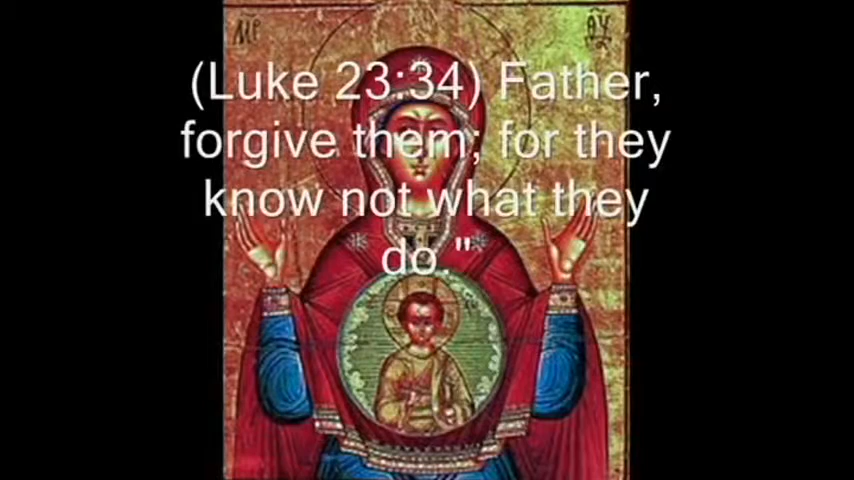 (Luke 23:34) Father,
forgive them; for they
know not what they
do."